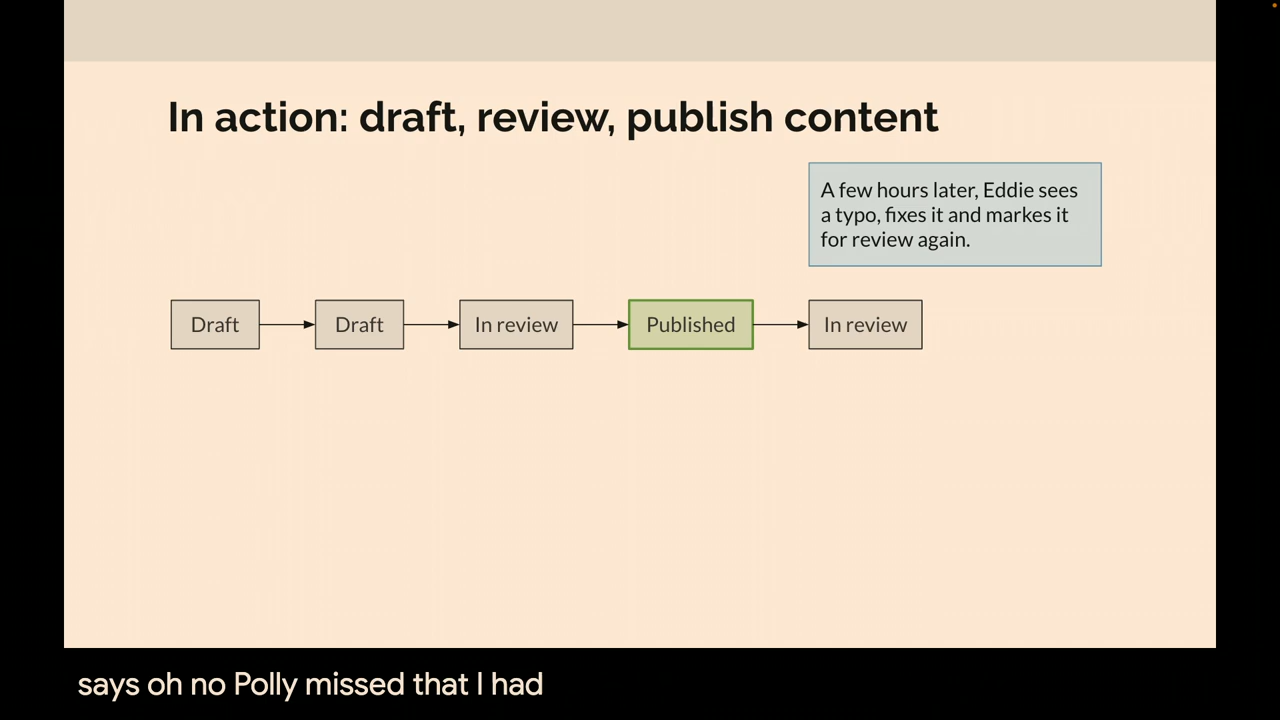 In action: draft, review, publish content
A few hours later, Eddie sees
a typo, fixes it and markes it
for review again.
Draft
Draft
In review
Published
In review
says oh no Polly missed that I had